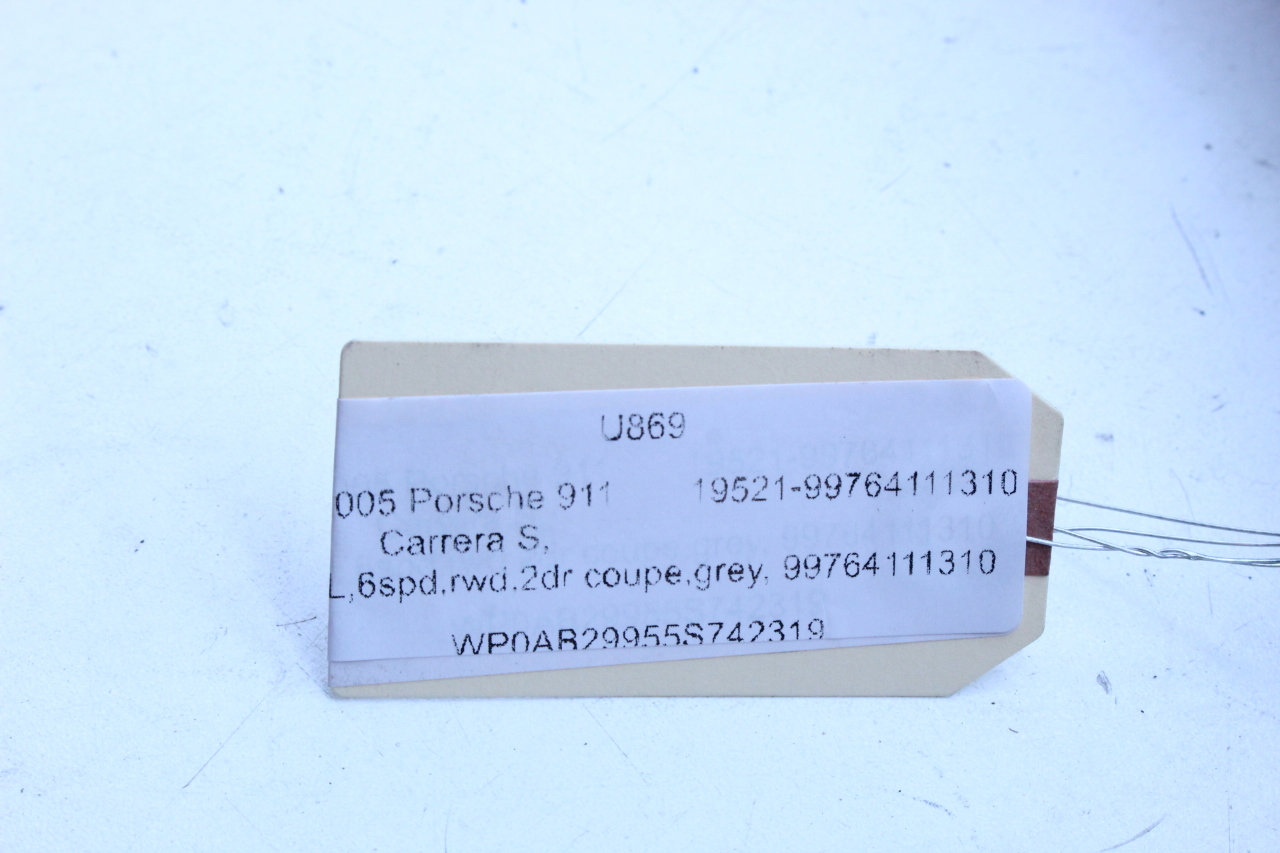 U869
005 Porsche 911 19521-99764111310
Carrera S,
L,6spd,rwd,2dr coupe,grey, 99764111310
WP0AB29955S742319